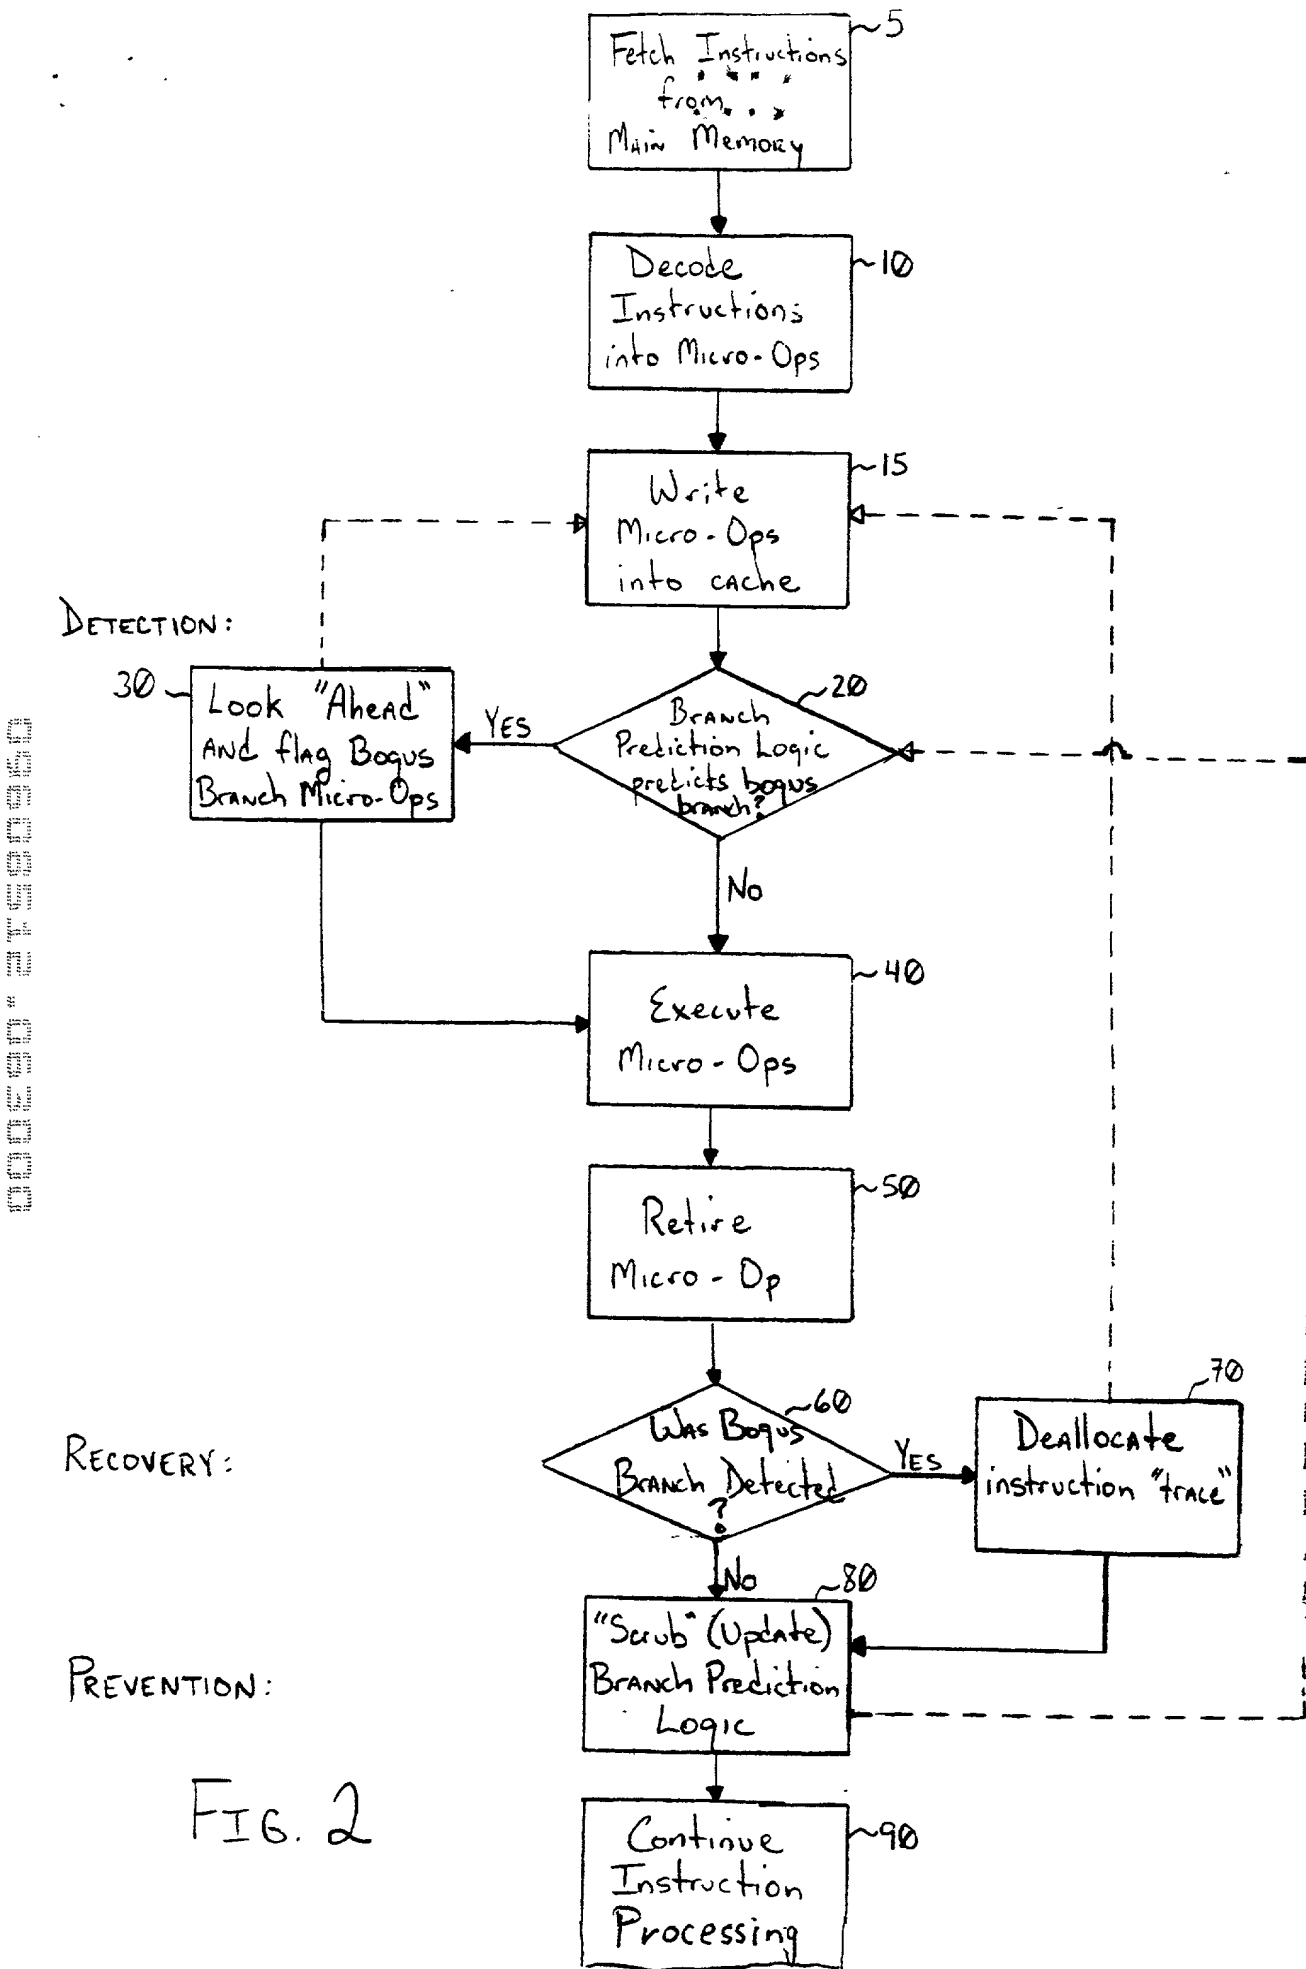 5
Fetch Instructions
from
Main Memory
10
Decode
Instructions
into Micro-Ops
15
Write
Micro-Ops
into cache
DETECTION:
30
Look "Ahead"
AND flag Bogus
Branch Micro-Ops
YES
20
Branch
Prediction Logic
predicts bogus
branch?
No
40
Execute
Micro-Ops
50
Retire
Micro-Op
RECOVERY:
60
Was Bogus
Branch Detected
?
YES
70
Deallocate
instruction "trace"
No
80
"Scrub" (Update)
Branch Prediction
Logic
PREVENTION:
90
Continue
Instruction
Processing
FIG. 2